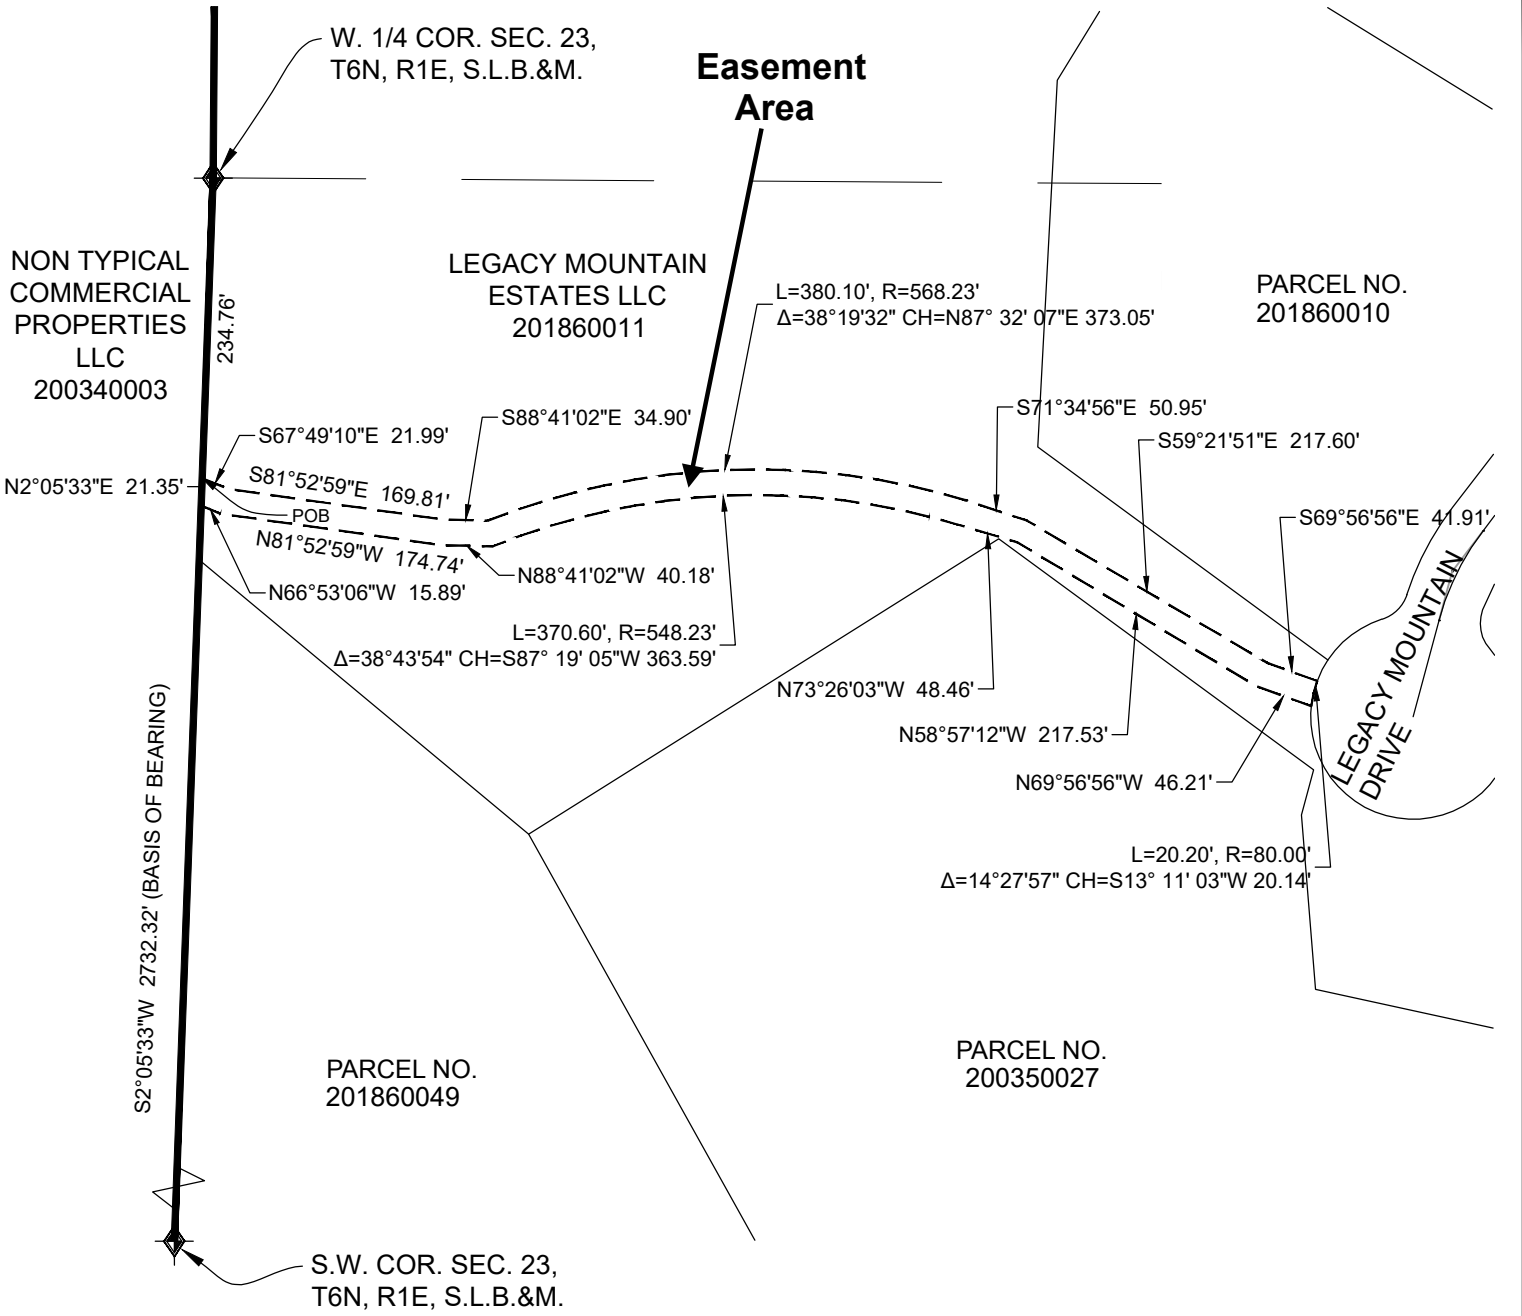 W. 1/4 COR. SEC. 23,
T6N, R1E, S.L.B.&M.
Easement
Area
NON TYPICAL
COMMERCIAL
PROPERTIES
LLC
200340003
234.76'
LEGACY MOUNTAIN
ESTATES LLC
201860011
L=380.10', R=568.23'
Δ=38°19'32" CH=N87° 32' 07"E 373.05'
PARCEL NO.
201860010
S67°49'10"E 21.99'
S88°41'02"E 34.90'
S71°34'56"E 50.95'
S59°21'51"E 217.60'
N2°05'33"E 21.35'
S81°52'59"E 169.81'
POB
N81°52'59"W 174.74'
S69°56'56"E 41.91'
N66°53'06"W 15.89'
N88°41'02"W 40.18'
L=370.60', R=548.23'
Δ=38°43'54" CH=S87° 19' 05"W 363.59'
N73°26'03"W 48.46'
N58°57'12"W 217.53'
N69°56'56"W 46.21'
LEGACY MOUNTAIN
DRIVE
L=20.20', R=80.00'
Δ=14°27'57" CH=S13° 11' 03"W 20.14'
S2°05'33"W 2732.32' (BASIS OF BEARING)
PARCEL NO.
201860049
PARCEL NO.
200350027
S.W. COR. SEC. 23,
T6N, R1E, S.L.B.&M.